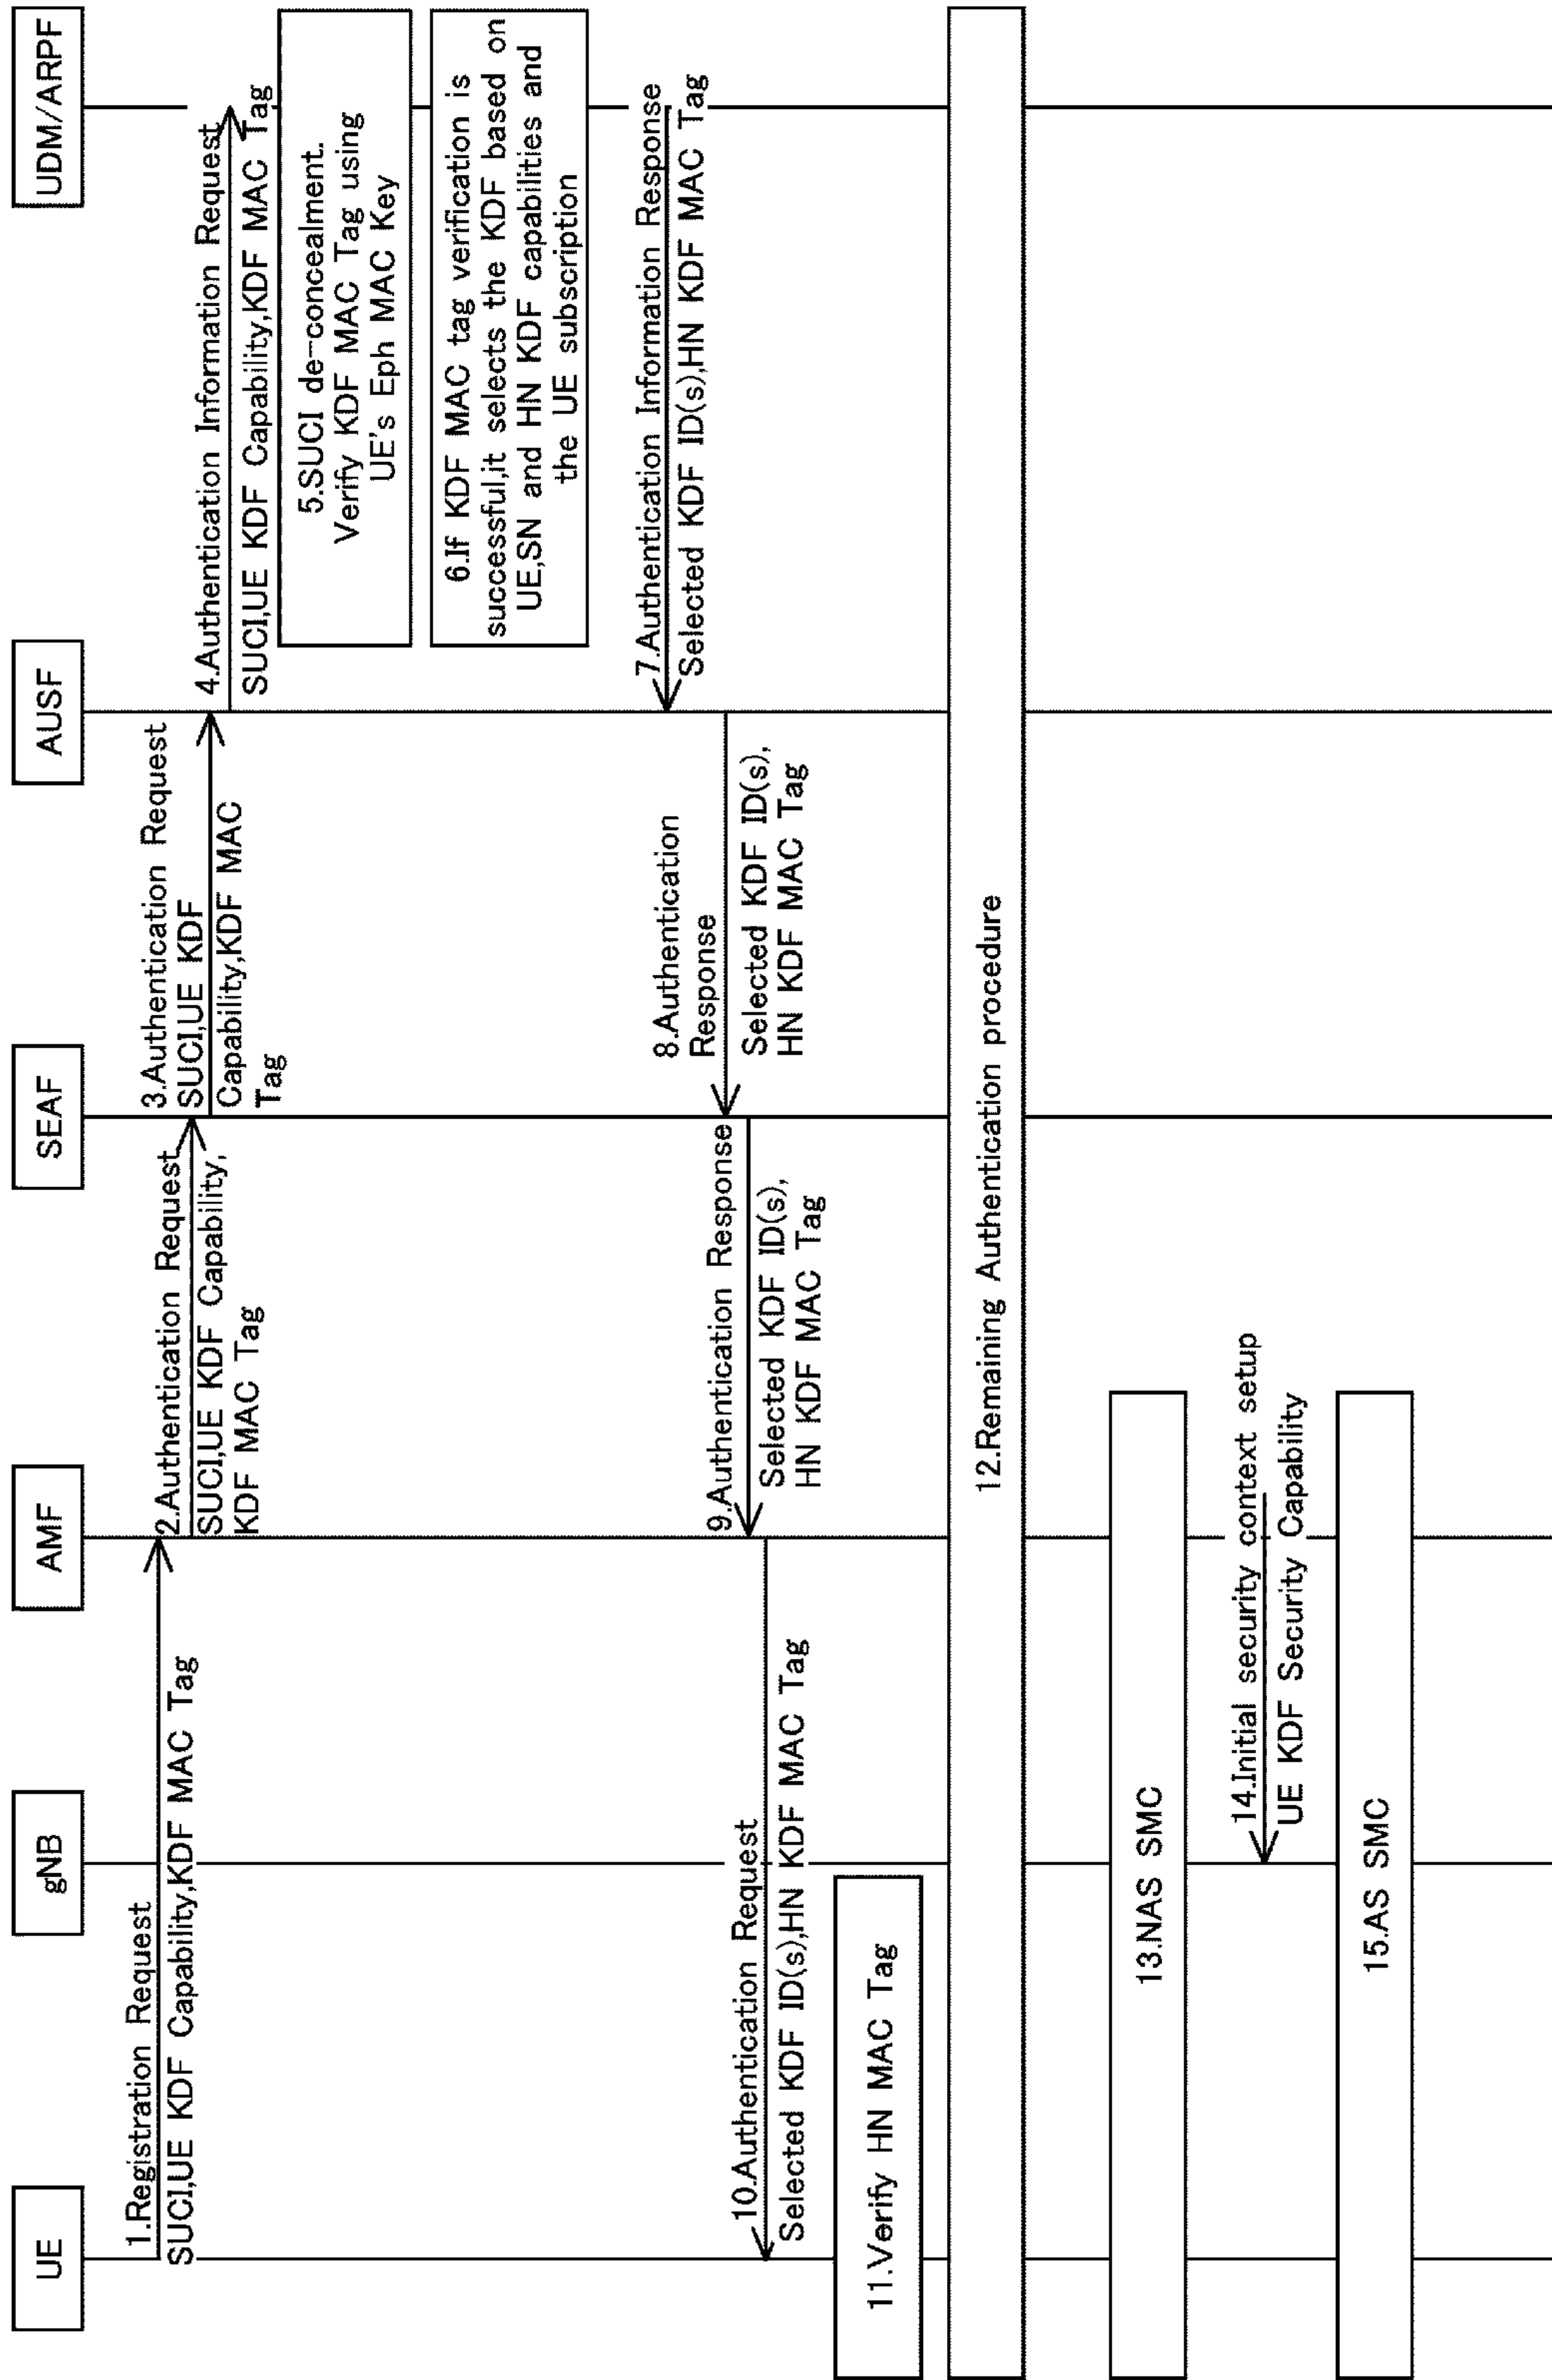 UE
gNB
AMF
SEAF
AUSF
UDM/ARPF
1.Registration Request
SUCI,UE KDF Capability,KDF MAC Tag
2.Authentication Request
SUCI,UE KDF Capability,
KDF MAC Tag
3.Authentication Request
SUCI,UE KDF
Capability,KDF MAC
Tag
4.Authentication Information Request
SUCI,UE KDF Capability,KDF MAC Tag
5.SUCI de-concealment.
Verify KDF MAC Tag using
UE's Eph MAC Key
6.If KDF MAC tag verification is
successful,it selects the KDF based on
UE,SN and HN KDF capabilities and
the UE subscription
7.Authentication Information Response
Selected KDF ID(s),HN KDF MAC Tag
8.Authentication
Response
Selected KDF ID(s),
HN KDF MAC Tag
9.Authentication Response
Selected KDF ID(s),
HN KDF MAC Tag
10.Authentication Request
Selected KDF ID(s),HN KDF MAC Tag
11.Verify HN MAC Tag
12.Remaining Authentication procedure
13.NAS SMC
14.Initial security context setup
UE KDF Security Capability
15.AS SMC